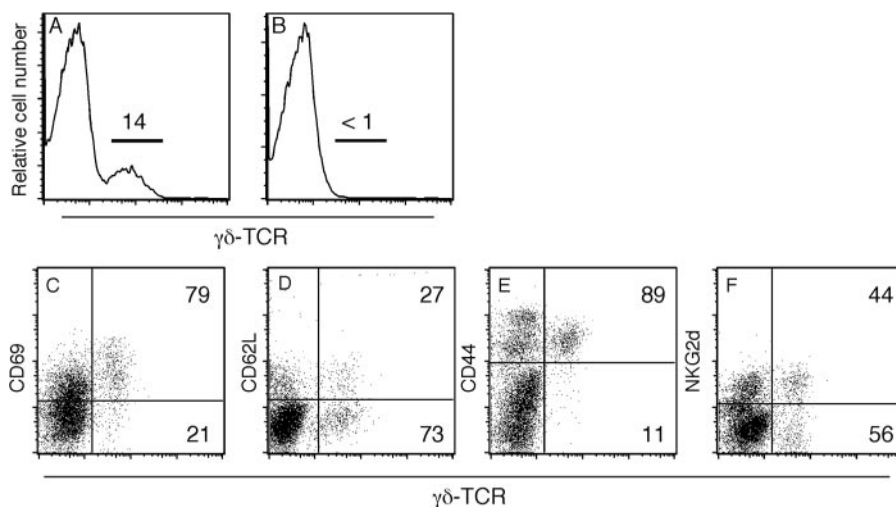 A
B
Relative cell number
14
< 1
γδ-TCR
C
79
D
27
E
89
F
44
CD69
CD62L
CD44
NKG2d
21
73
11
56
γδ-TCR